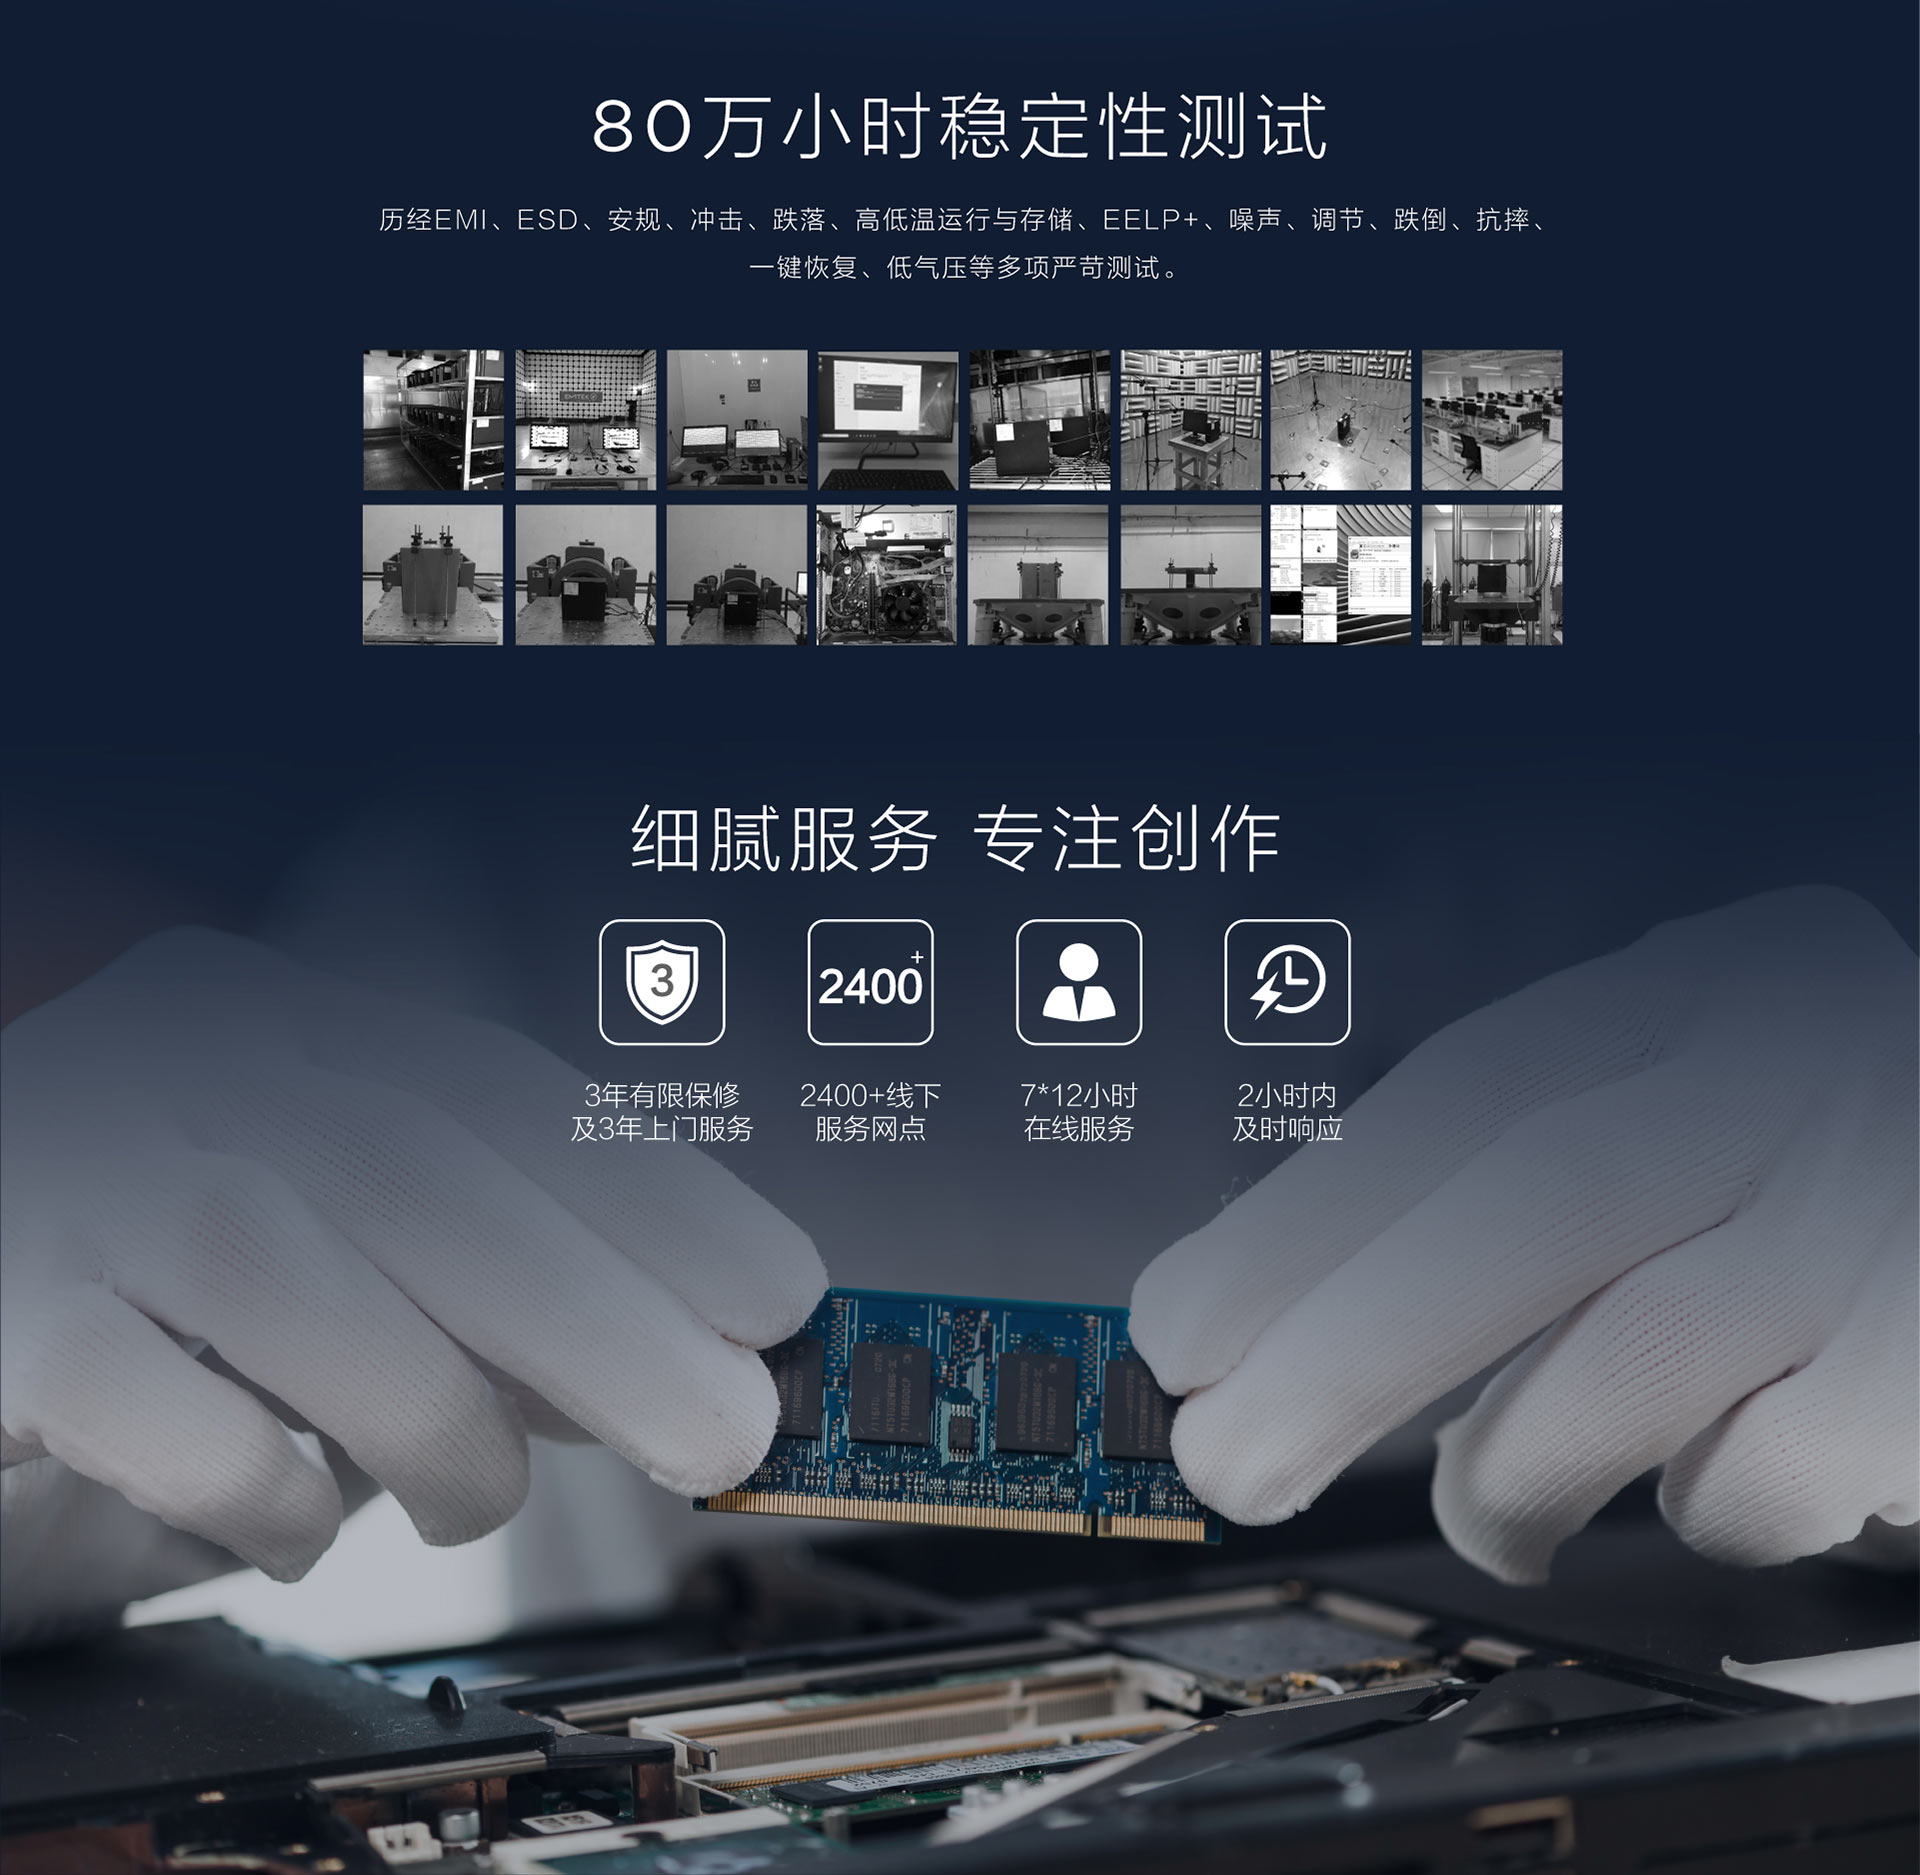 80万小时稳定性测试
历经EMI、ESD、安规、冲击、跌落、高低温运行与存储、EELP+、噪声、调节、跌倒、抗摔、
一键恢复、低气压等多项严苛测试。
细腻服务 专注创作
3
2400+
3年有限保修
及3年上门服务
2400+线下
服务网点
7*12小时
在线服务
2小时内
及时响应
NT5TU32M16BG-3C
71169600CP